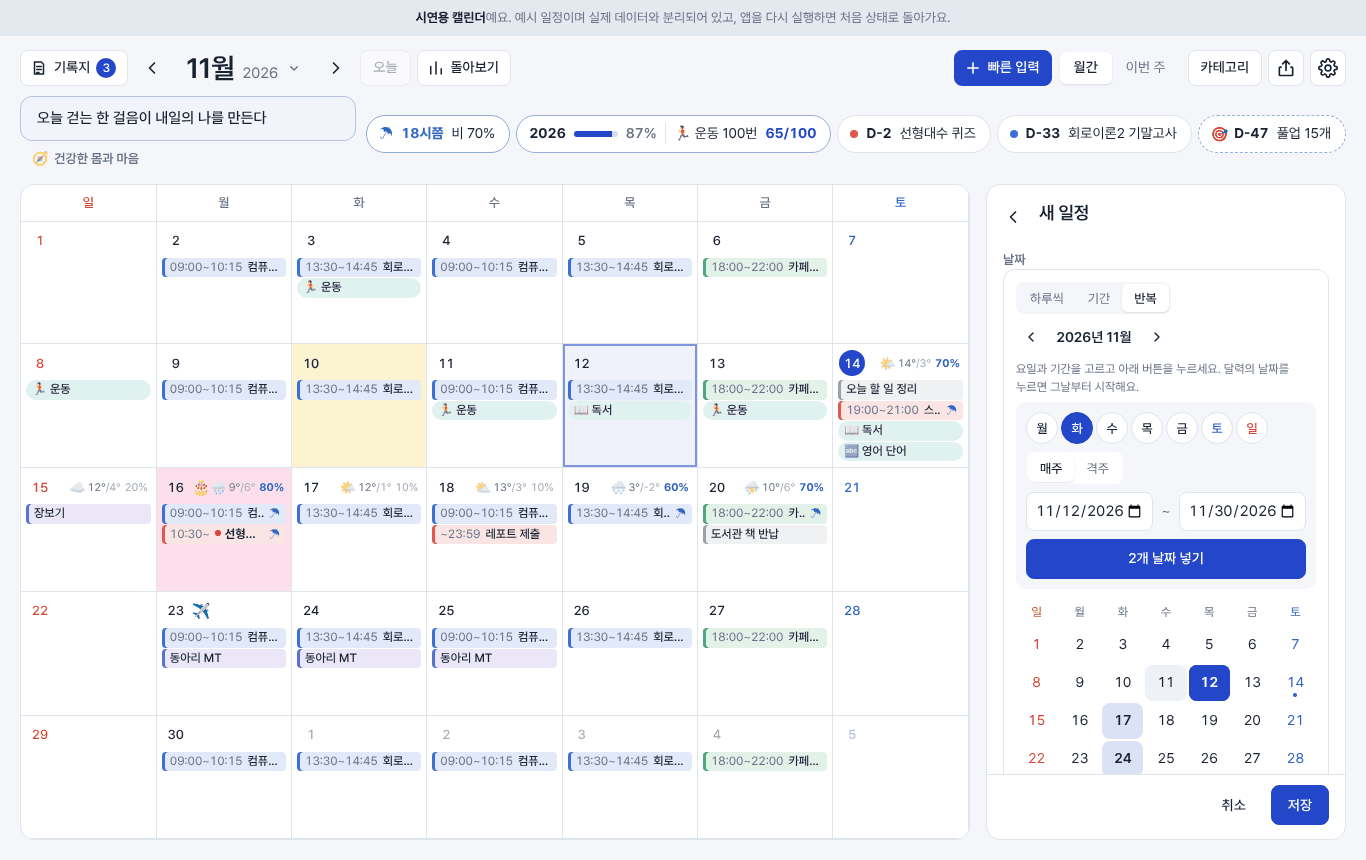 시연용 캘린더예요. 예시 일정이며 실제 데이터와 분리되어 있고, 앱을 다시 실행하면 처음 상태로 돌아가요.
기록지 3 11월 2026 오늘 돌아보기 빠른 입력 월간 이번 주 카테고리
오늘 걷는 한 걸음이 내일의 나를 만든다
건강한 몸과 마음
18시쯤 비 70% 2026 87% 운동 100번 65/100 D-2 선형대수 퀴즈 D-33 회로이론2 기말고사 D-47 풀업 15개
일 월 화 수 목 금 토
1 2 3 4 5 6 7
09:00~10:15 컴퓨... 13:30~14:45 회로... 09:00~10:15 컴퓨... 13:30~14:45 회로... 18:00~22:00 카페...
운동
8 9 10 11 12 13 14 14°/3° 70%
운동 09:00~10:15 컴퓨... 13:30~14:45 회로... 09:00~10:15 컴퓨... 13:30~14:45 회로... 18:00~22:00 카페... 오늘 할 일 정리
운동 독서 운동 19:00~21:00 스..
독서
abc 영어 단어
15 12°/4° 20% 16 9°/6° 80% 17 12°/1° 10% 18 13°/3° 10% 19 3°/-2° 60% 20 10°/6° 70% 21
장보기 09:00~10:15 컴.. 13:30~14:45 회로... 09:00~10:15 컴퓨... 13:30~14:45 회.. 18:00~22:00 카..
10:30~ 선형... ~23:59 레포트 제출 도서관 책 반납
22 23 24 25 26 27 28
09:00~10:15 컴퓨... 13:30~14:45 회로... 09:00~10:15 컴퓨... 13:30~14:45 회로... 18:00~22:00 카페...
동아리 MT 동아리 MT 동아리 MT
29 30 1 2 3 4 5
09:00~10:15 컴퓨... 13:30~14:45 회로... 09:00~10:15 컴퓨... 13:30~14:45 회로... 18:00~22:00 카페...
새 일정
날짜
하루씩 기간 반복
2026년 11월
요일과 기간을 고르고 아래 버튼을 누르세요. 달력의 날짜를
누르면 그날부터 시작해요.
월 화 수 목 금 토 일
매주 격주
11/12/2026 ~ 11/30/2026
2개 날짜 넣기
일 월 화 수 목 금 토
1 2 3 4 5 6 7
8 9 10 11 12 13 14
15 16 17 18 19 20 21
22 23 24 25 26 27 28
취소 저장